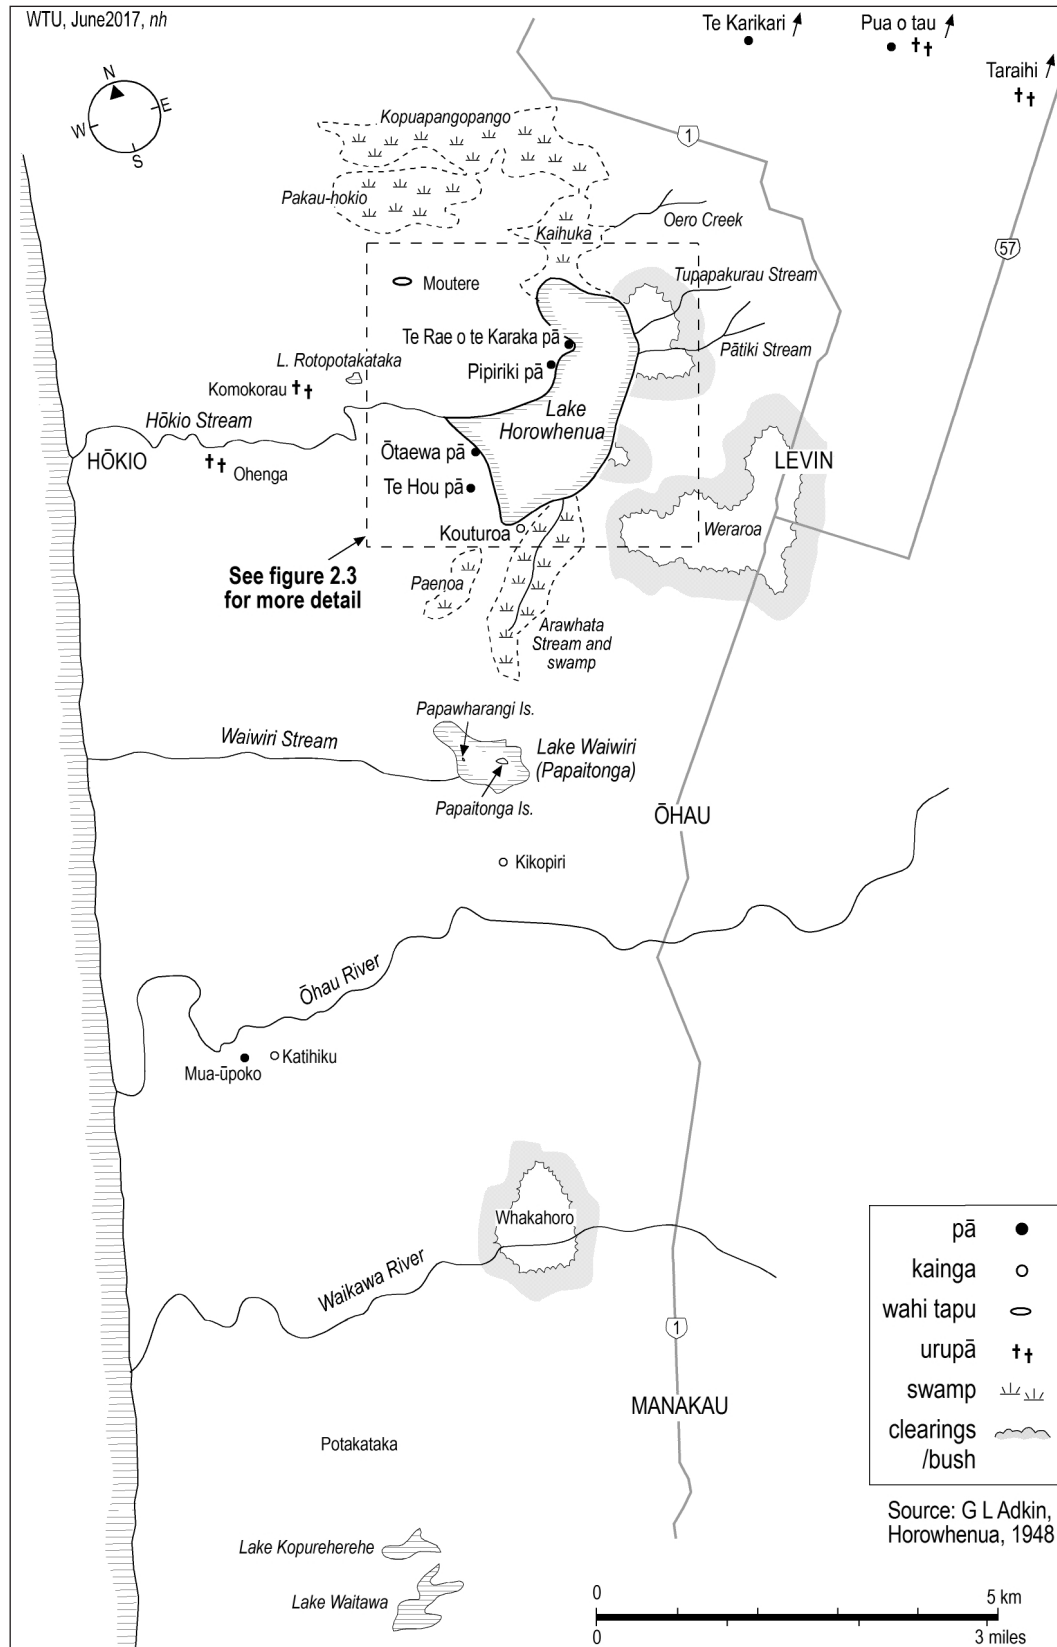 WTU, June2017, nh
Te Karikari
Pua o tau
Taraihi
N
E
W
S
Kopuapangopango
1
Pakau-hokio
Oero Creek
Kaihuka
57
Moutere
Tupapakurau Stream
Te Rae o te Karaka pā
Pātiki Stream
L. Rotopotakataka
Pipiriki pā
Komokorau
Lake
Horowhenua
Hōkio Stream
HŌKIO
Ōtaewa pā
LEVIN
Ohenga
Te Hou pā
Kouturoa
Weraroa
See figure 2.3
for more detail
Paenoa
Arawhata
Stream and
swamp
Papawharangi Is.
Waiwiri Stream
Lake Waiwiri
(Papaitonga)
Papaitonga Is.
ŌHAU
Kikopiri
Ōhau River
Katihiku
Mua-ūpoko
Whakahoro
Waikawa River
1
MANAKAU
Potakataka
Lake Kopureherehe
Lake Waitawa
pā
kainga
wahi tapu
urupā
swamp
clearings
/bush
Source: G L Adkin,
Horowhenua, 1948
0
5 km
0
3 miles